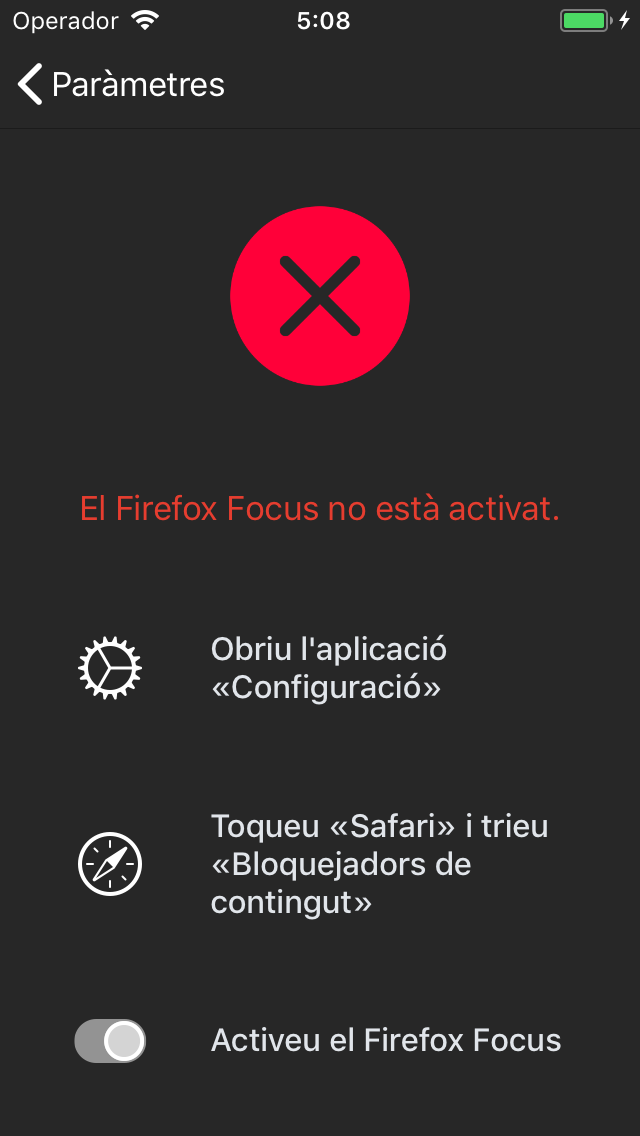 Operador 5:08
Paràmetres
El Firefox Focus no està activat.
Obriu l'aplicació
«Configuració»
Toqueu «Safari» i trieu
«Bloquejadors de
contingut»
Activeu el Firefox Focus